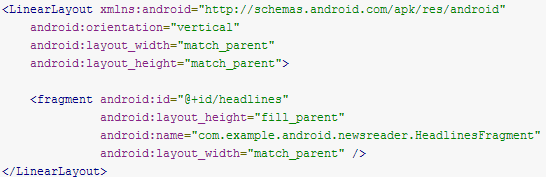 <LinearLayout xmlns:android="http://schemas.android.com/apk/res/android"
    android:orientation="vertical"
    android:layout_width="match_parent"
    android:layout_height="match_parent">

    <fragment android:id="@+id/headlines"
              android:layout_height="fill_parent"
              android:name="com.example.android.newsreader.HeadlinesFragment"
              android:layout_width="match_parent" />
</LinearLayout>